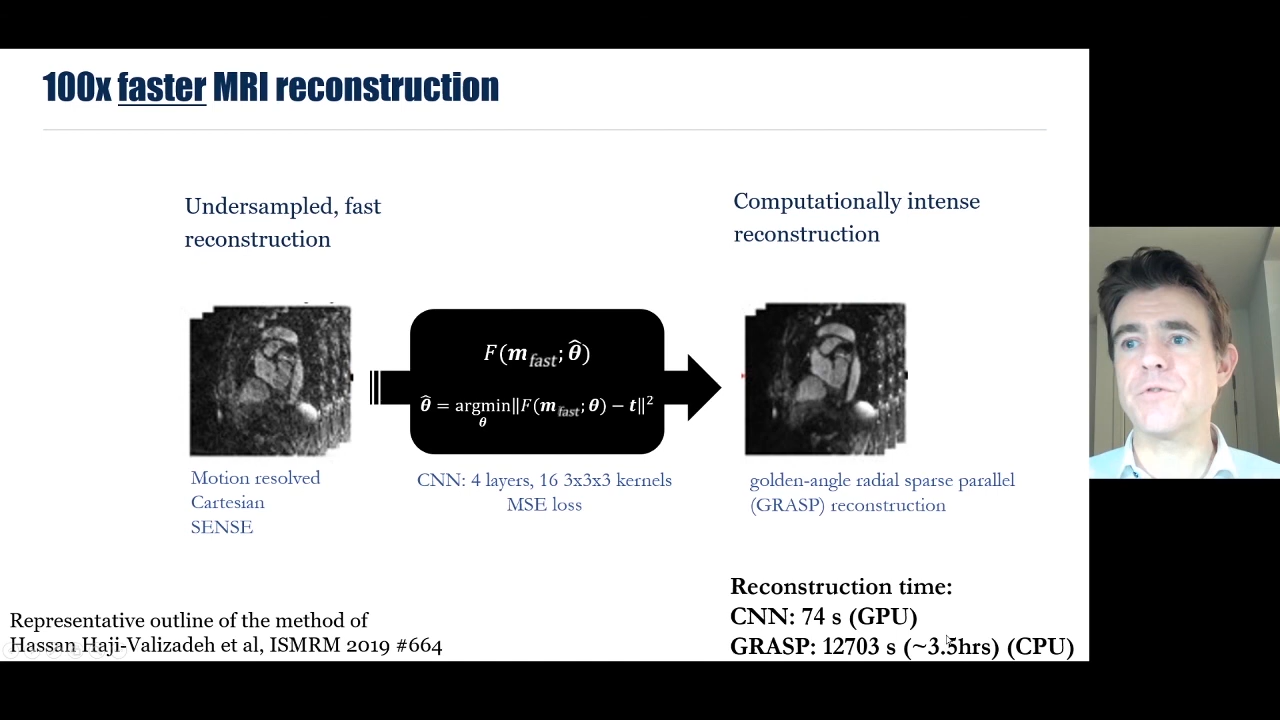 100x faster MRI reconstruction
Undersampled, fast
reconstruction
Computationally intense
reconstruction
F(m_fast; θ̂)
θ̂ = argmin‖F(m_fast; θ) − t‖²
θ
Motion resolved
Cartesian
SENSE
CNN: 4 layers, 16 3x3x3 kernels
MSE loss
golden-angle radial sparse parallel
(GRASP) reconstruction
Reconstruction time:
CNN: 74 s (GPU)
GRASP: 12703 s (~3.5hrs) (CPU)
Representative outline of the method of
Hassan Haji-Valizadeh et al, ISMRM 2019 #664